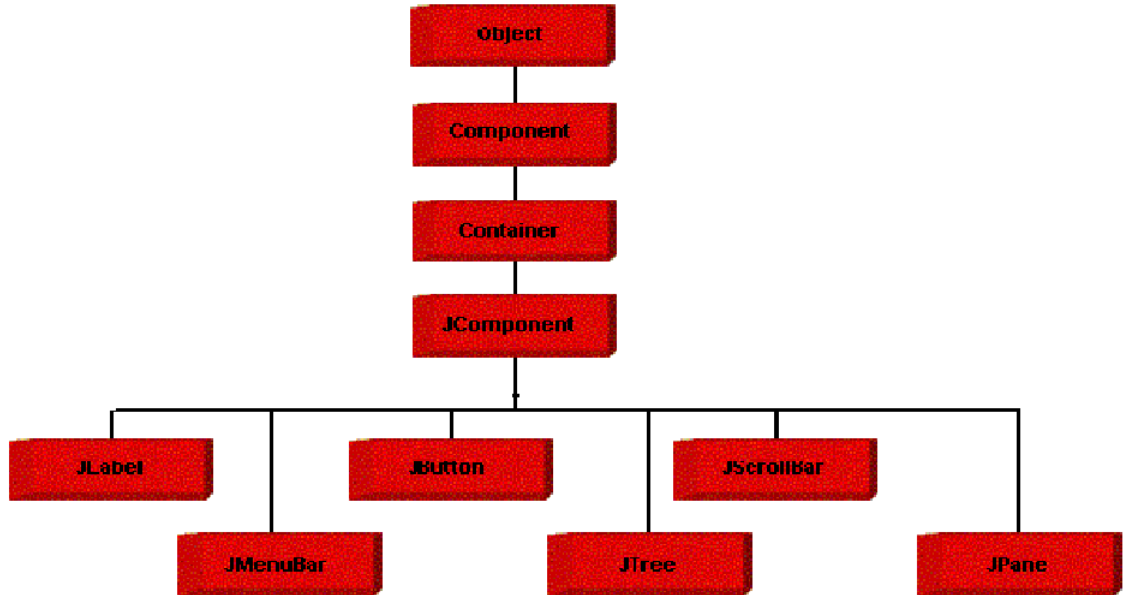 Object
Component
Container
JComponent
JLabel
JButton
JScrollBar
JMenuBar
JTree
JPane